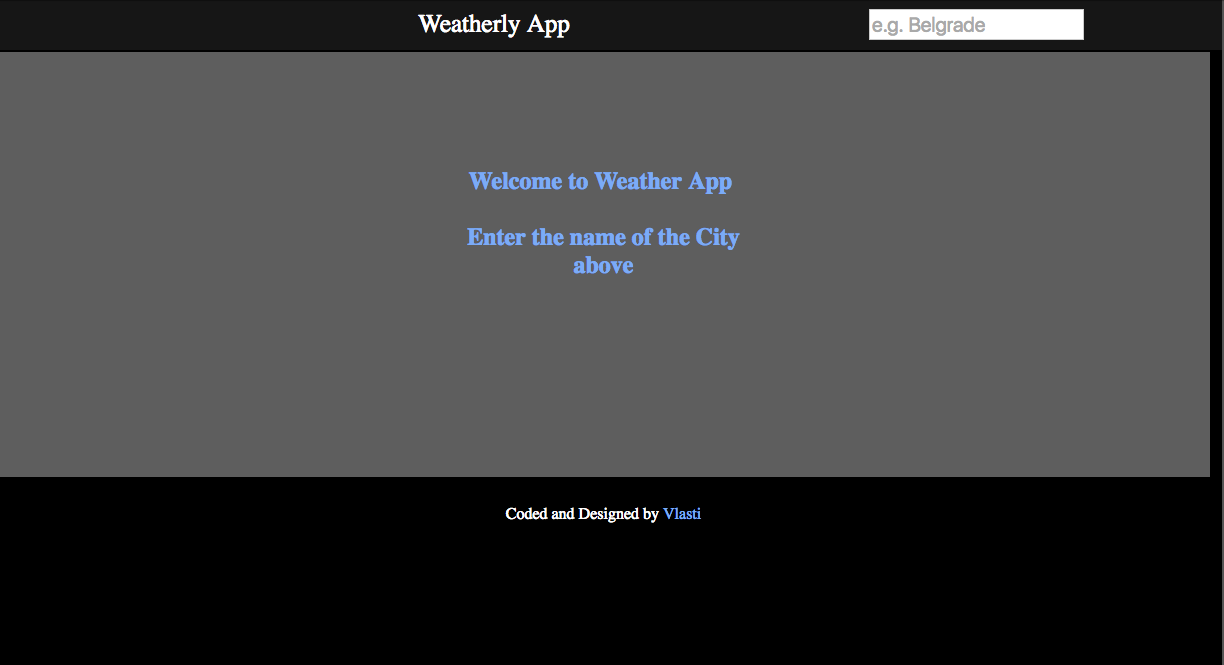 Weatherly App
e.g. Belgrade
Welcome to Weather App
Enter the name of the City
above
Coded and Designed by Vlasti